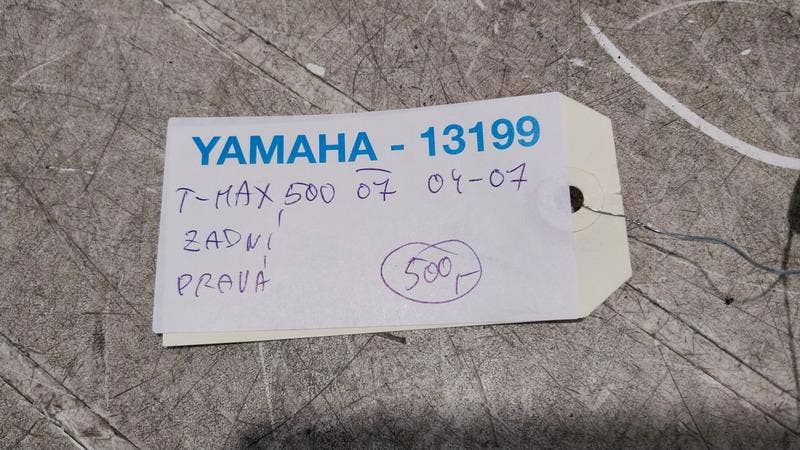 YAMAHA - 13199
T-MAX 500 07 04-07
ZADNÍ
PRAVÁ
500,-